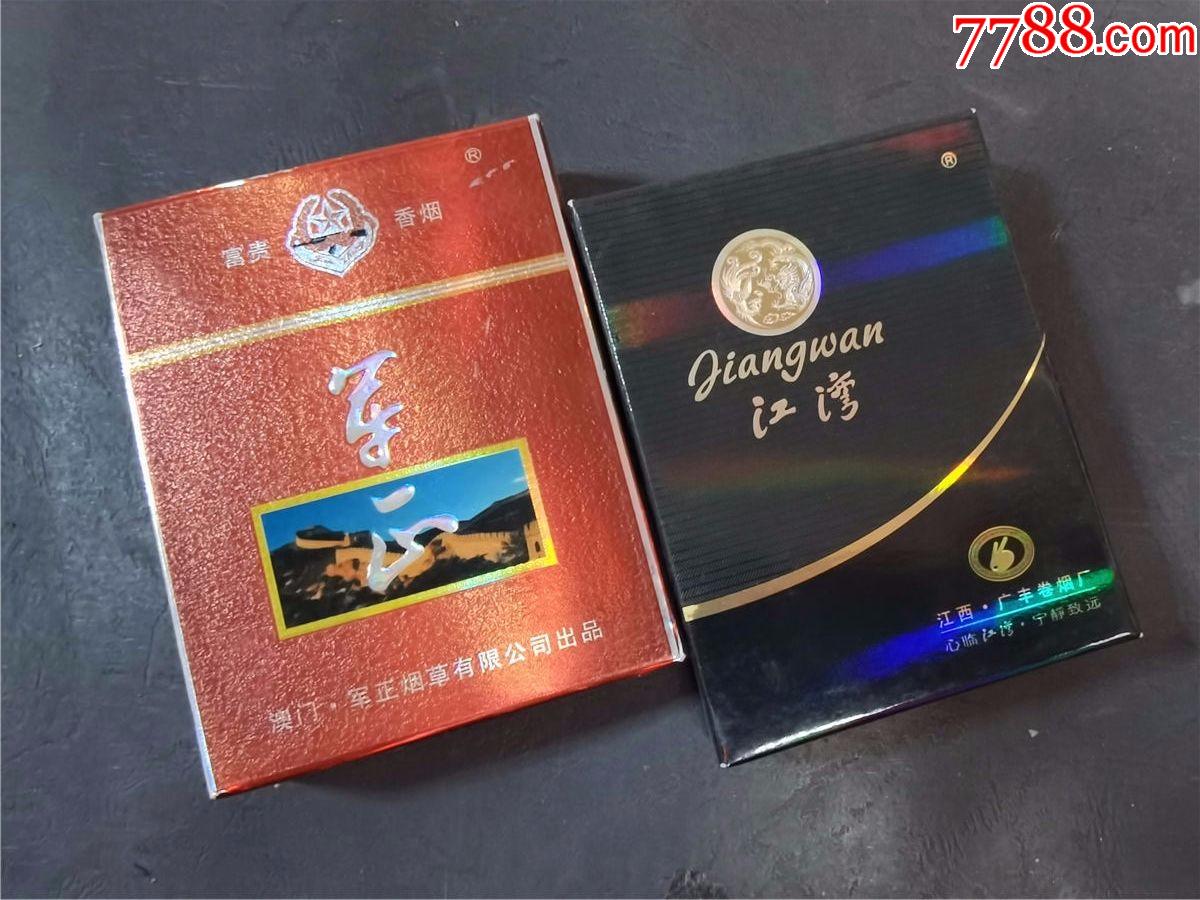 7788.com
®
富贵 香烟
军
正
澳门·军正烟草有限公司出品
®
Jiangwan
江湾
江西·广丰卷烟厂
心临江湾·宁静致远